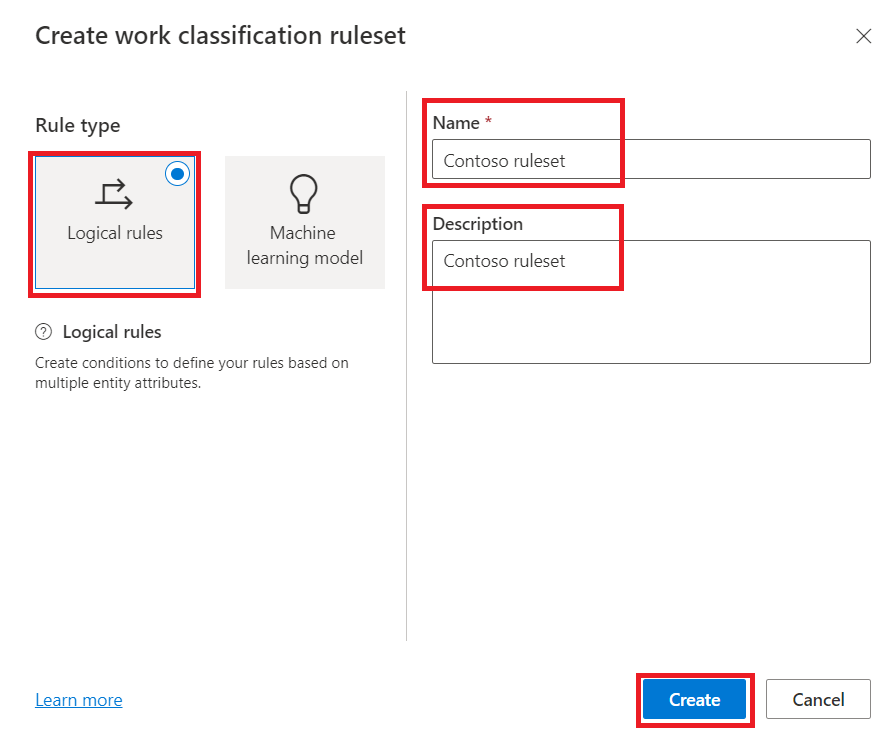 Create work classification ruleset
Rule type
Logical rules
Machine
learning model
Logical rules
Create conditions to define your rules based on
multiple entity attributes.
Name *
Contoso ruleset
Description
Contoso ruleset
Learn more
Create
Cancel